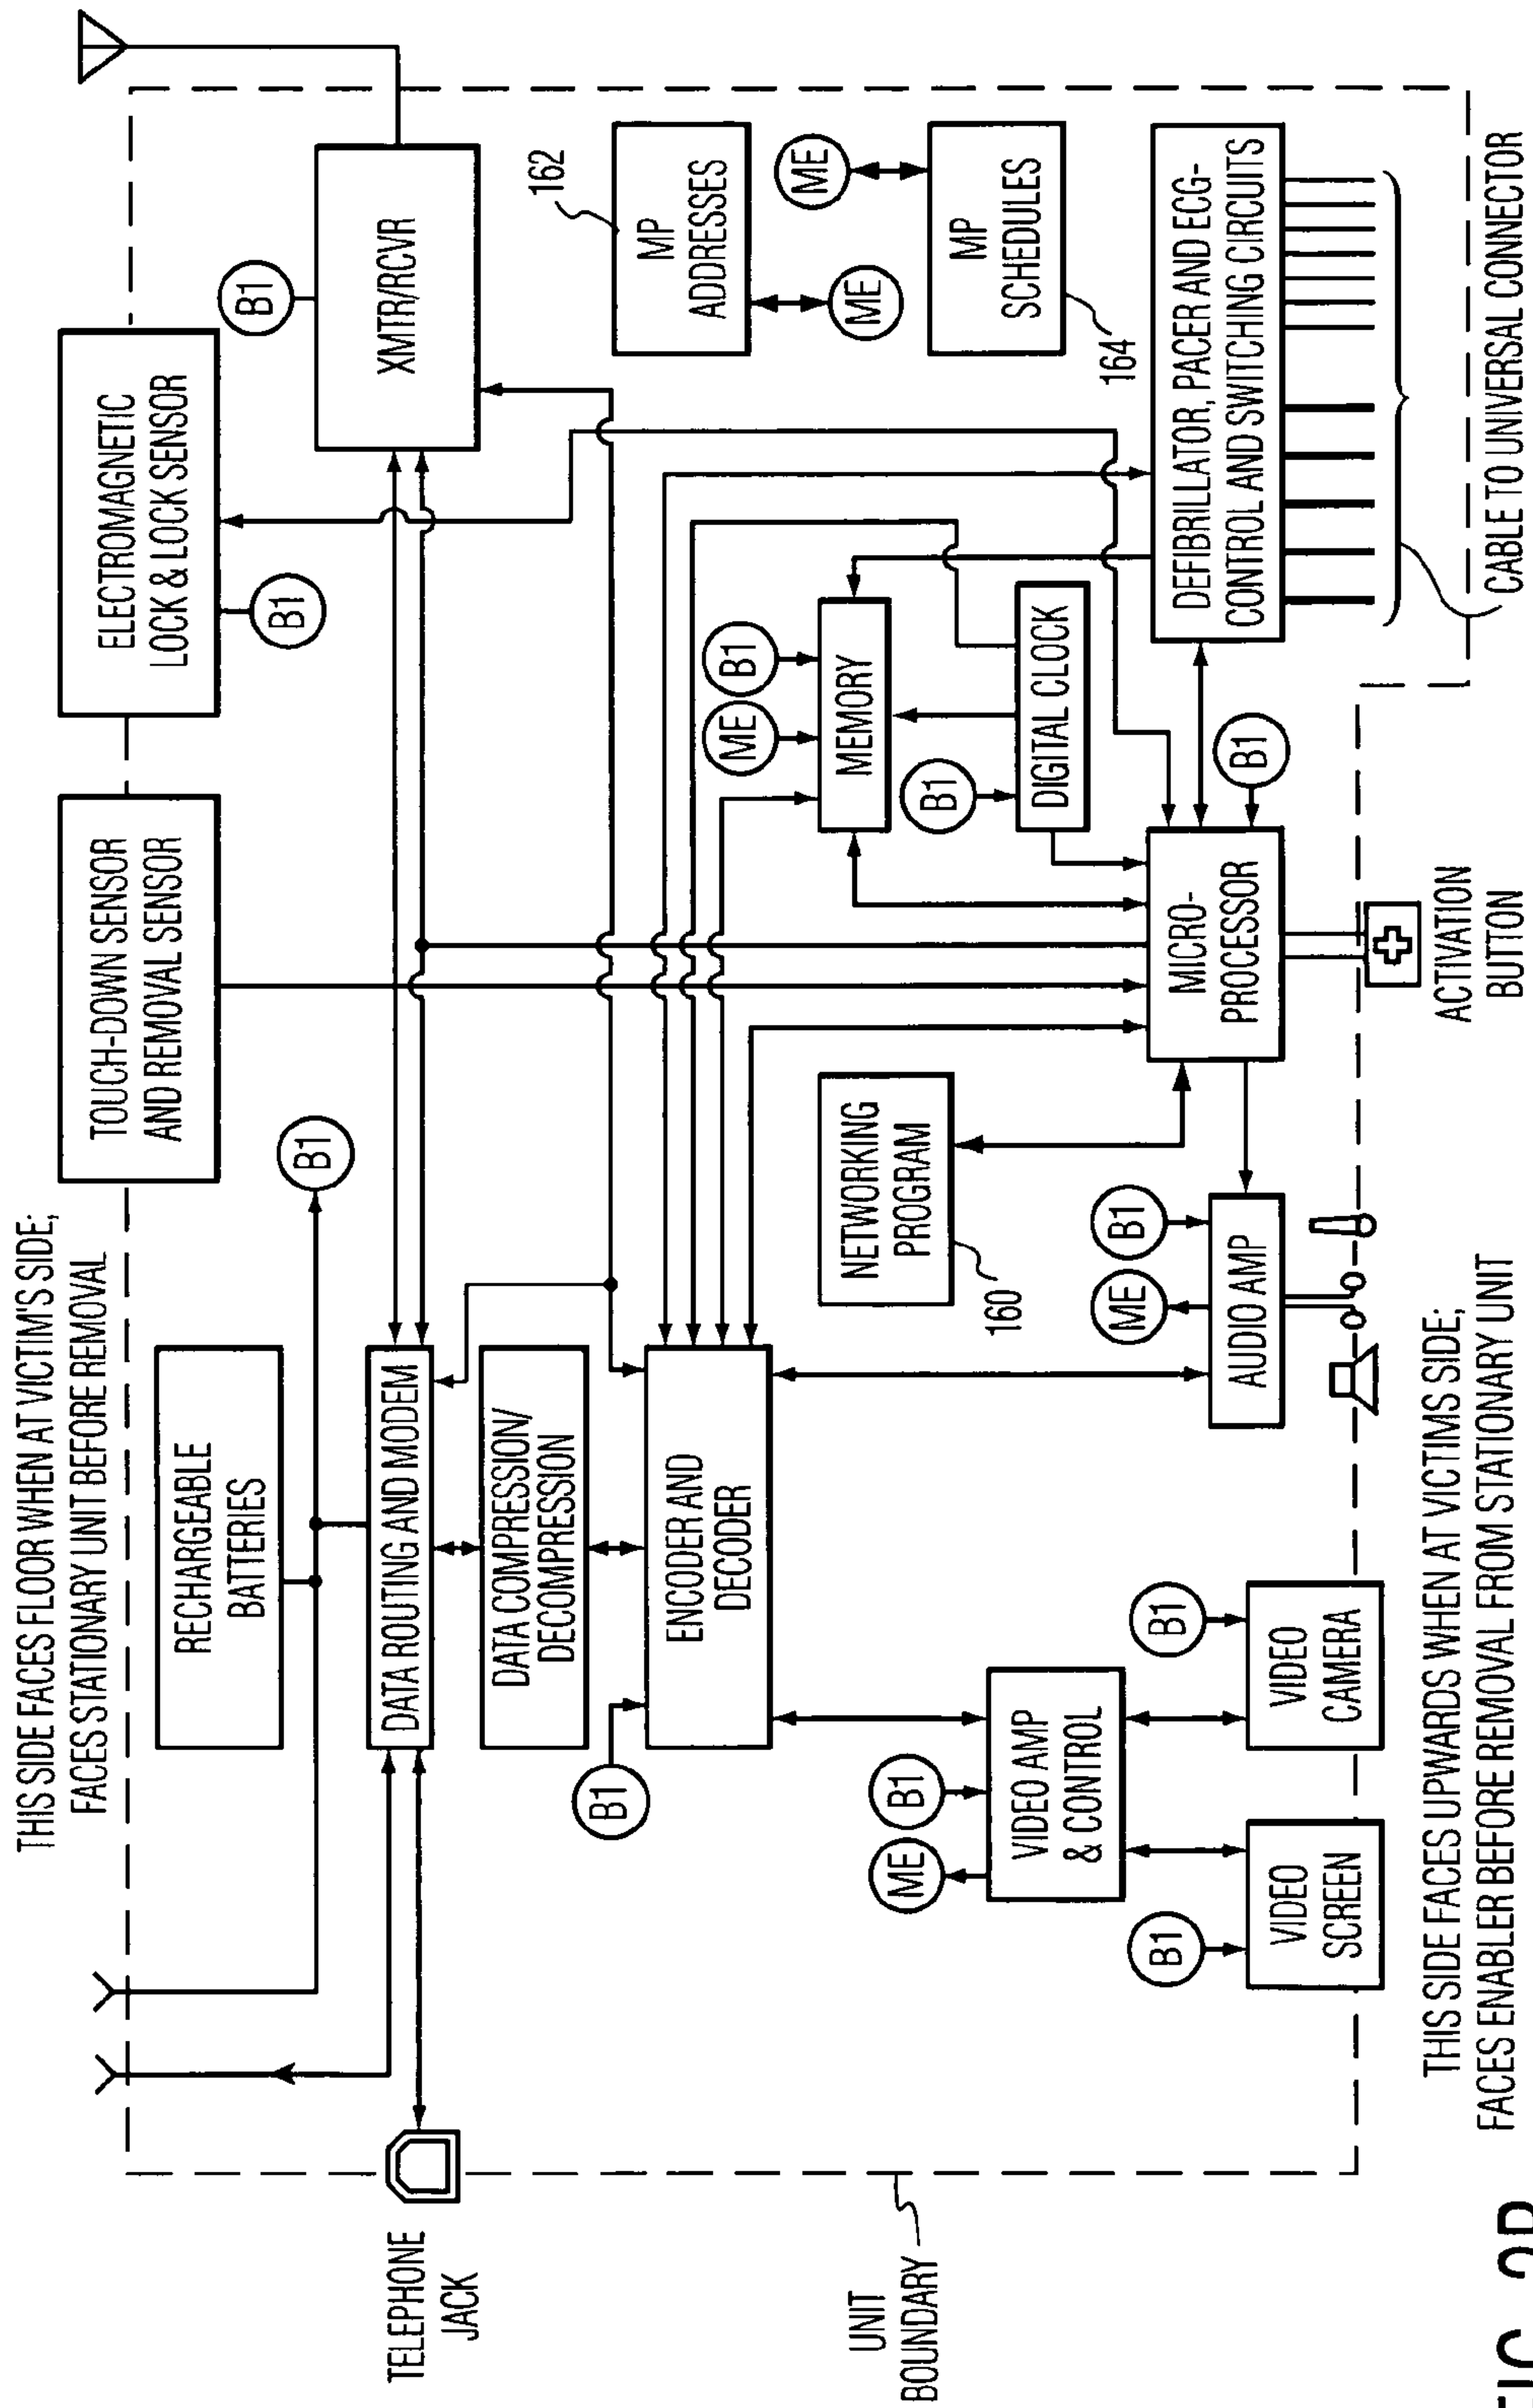 THIS SIDE FACES FLOOR WHEN AT VICTIM'S SIDE;
FACES STATIONARY UNIT BEFORE REMOVAL
TOUCH-DOWN SENSOR
AND REMOVAL SENSOR
ELECTROMAGNETIC
LOCK & LOCK SENSOR
B1
B1
B1
XMTR/RCVR
RECHARGEABLE
BATTERIES
TELEPHONE
JACK
DATA ROUTING AND MODEM
DATA COMPRESSION/
DECOMPRESSION
B1
ENCODER AND
DECODER
162
MP
ADDRESSES
ME
ME
MP
SCHEDULES
164
ME
B1
MEMORY
B1
DIGITAL CLOCK
NETWORKING
PROGRAM
160
UNIT
BOUNDARY
ME
B1
VIDEO AMP
& CONTROL
B1
VIDEO
SCREEN
B1
VIDEO
CAMERA
ME
B1
AUDIO AMP
MICRO-
PROCESSOR
B1
DEFIBRILLATOR, PACER AND ECG-
CONTROL AND SWITCHING CIRCUITS
ACTIVATION
BUTTON
CABLE TO UNIVERSAL CONNECTOR
THIS SIDE FACES UPWARDS WHEN AT VICTIMS SIDE;
FACES ENABLER BEFORE REMOVAL FROM STATIONARY UNIT